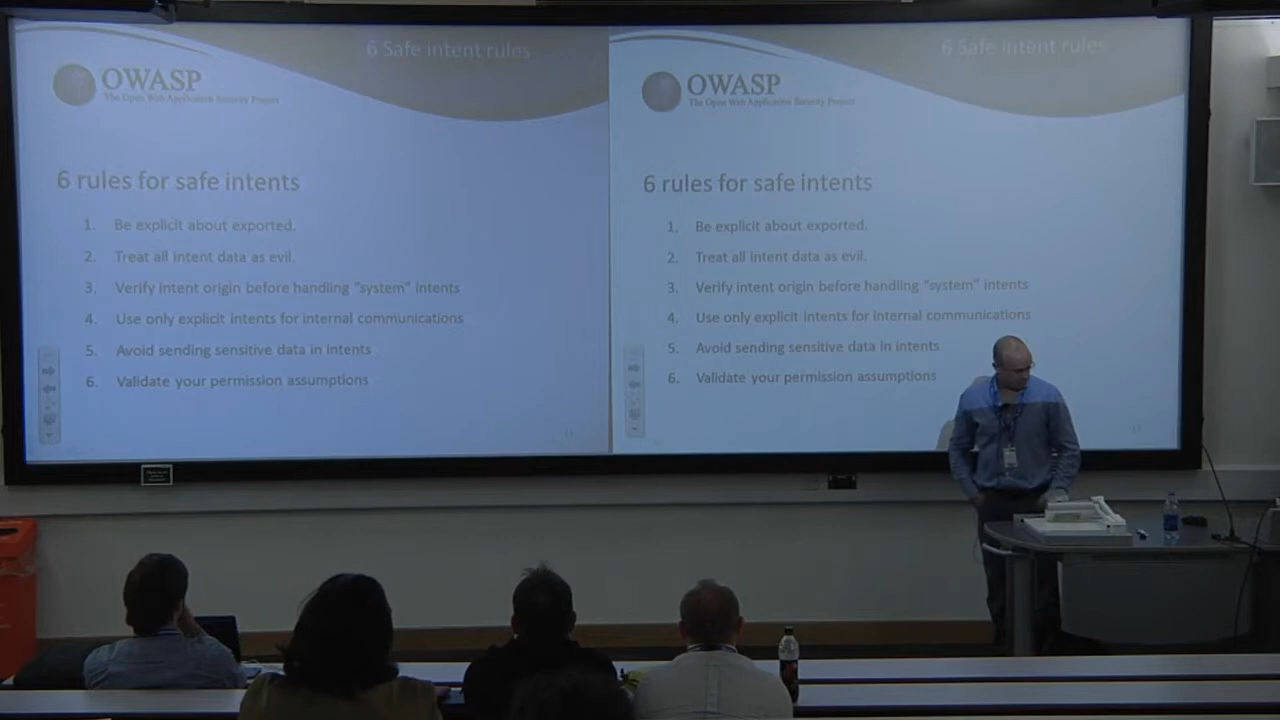 6 Safe intent rules
OWASP
The Open Web Application Security Project
6 rules for safe intents
1. Be explicit about exported.
2. Treat all intent data as evil.
3. Verify intent origin before handling "system" intents
4. Use only explicit intents for internal communications
5. Avoid sending sensitive data in intents
6. Validate your permission assumptions
6 Safe intent rules
OWASP
The Open Web Application Security Project
6 rules for safe intents
1. Be explicit about exported.
2. Treat all intent data as evil.
3. Verify intent origin before handling "system" intents
4. Use only explicit intents for internal communications
5. Avoid sending sensitive data in intents
6. Validate your permission assumptions